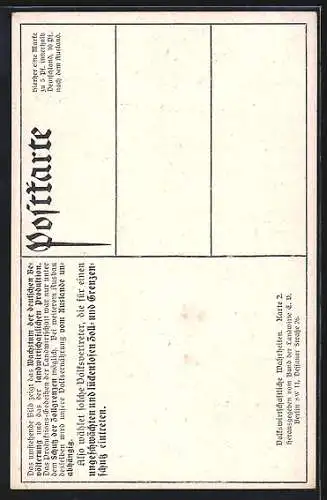 Postkarte
Hierher eine Marke
zu 5 Pf. innerhalb
Deutschland, 10 Pf.
nach dem Ausland.
Das umstehende Bild zeigt das Wachstum der deutschen Be-
völkerung und das der landwirtschaftlichen Produktion.
Das Produktions-Gedeihen der Landwirtschaft war nur unter
dem Schutz der Zollgrenzen möglich. Bei weiterem Ausbau
desselben wird unsere Volksernährung vom Auslande un-
abhängig.
Also wählet solche Volksvertreter, die für einen
ungeschwächten und lückenlosen Zoll- und Grenzen-
schutz eintreten.
Volkswirtschaftliche Wahrheiten. Karte 2.
Herausgegeben vom Bund der Landwirte E. V.
Berlin SW 11, Dessauer Straße 26.